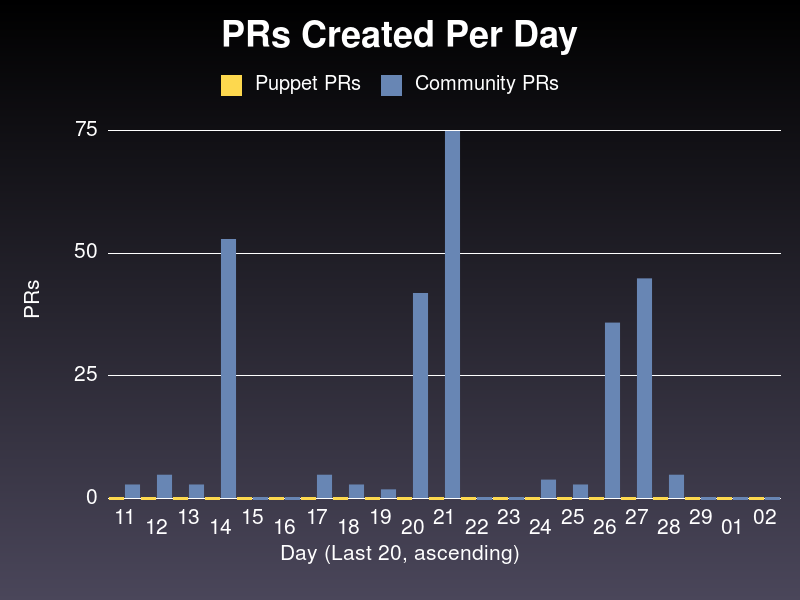 PRs Created Per Day
Puppet PRs Community PRs
75
50
25
0
PRs
11 12 13 14 15 16 17 18 19 20 21 22 23 24 25 26 27 28 29 01 02
Day (Last 20, ascending)